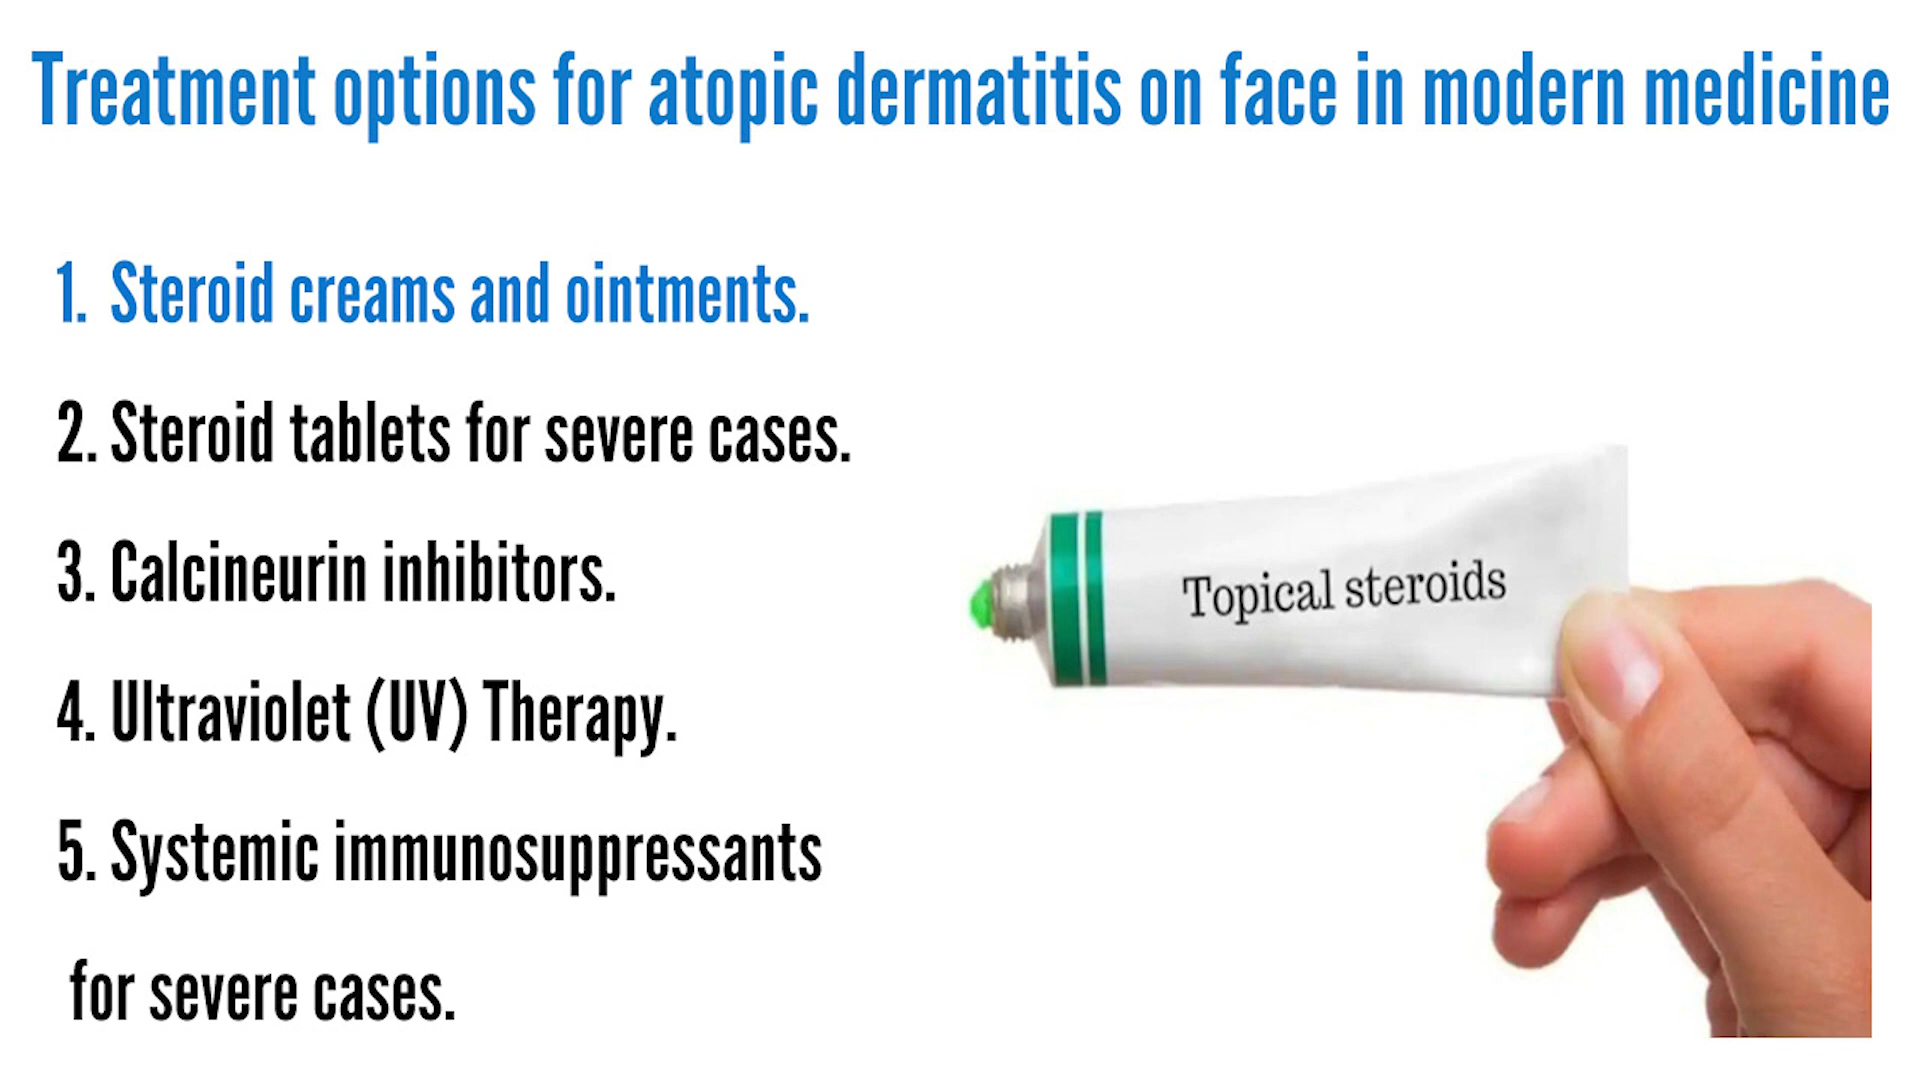 Treatment options for atopic dermatitis on face in modern medicine
1. Steroid creams and ointments.
2. Steroid tablets for severe cases.
3. Calcineurin inhibitors.
4. Ultraviolet (UV) Therapy.
5. Systemic immunosuppressants
for severe cases.
Topical steroids